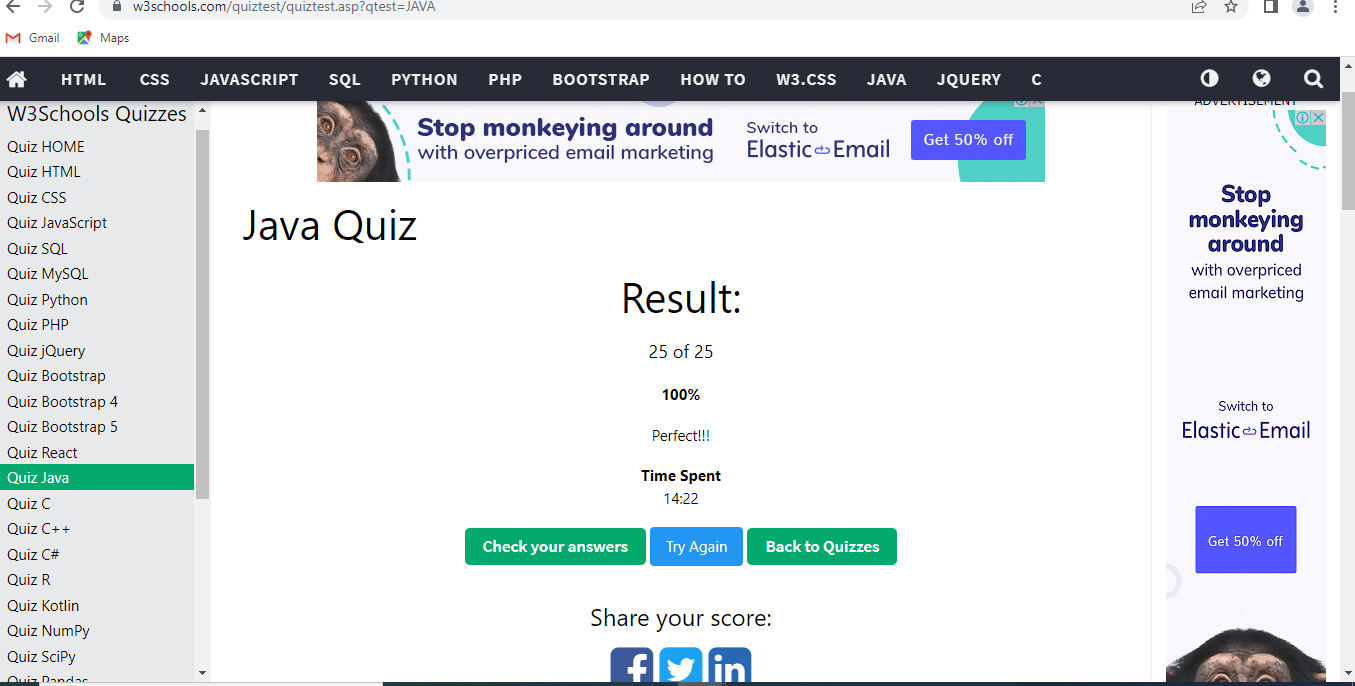 w3schools.com/quiztest/quiztest.asp?qtest=JAVA
Gmail Maps
HTML CSS JAVASCRIPT SQL PYTHON PHP BOOTSTRAP HOW TO W3.CSS JAVA JQUERY C
W3Schools Quizzes
Quiz HOME
Quiz HTML
Quiz CSS
Quiz JavaScript
Quiz SQL
Quiz MySQL
Quiz Python
Quiz PHP
Quiz jQuery
Quiz Bootstrap
Quiz Bootstrap 4
Quiz Bootstrap 5
Quiz React
Quiz Java
Quiz C
Quiz C++
Quiz C#
Quiz R
Quiz Kotlin
Quiz NumPy
Quiz SciPy
Quiz Pandas
Stop monkeying around
with overpriced email marketing
Switch to
Elastic Email
Get 50% off
Java Quiz
Result:
25 of 25
100%
Perfect!!!
Time Spent
14:22
Check your answers Try Again Back to Quizzes
Share your score:
f in
ADVERTISEMENT
Stop
monkeying
around
with overpriced
email marketing
Switch to
Elastic Email
Get 50% off